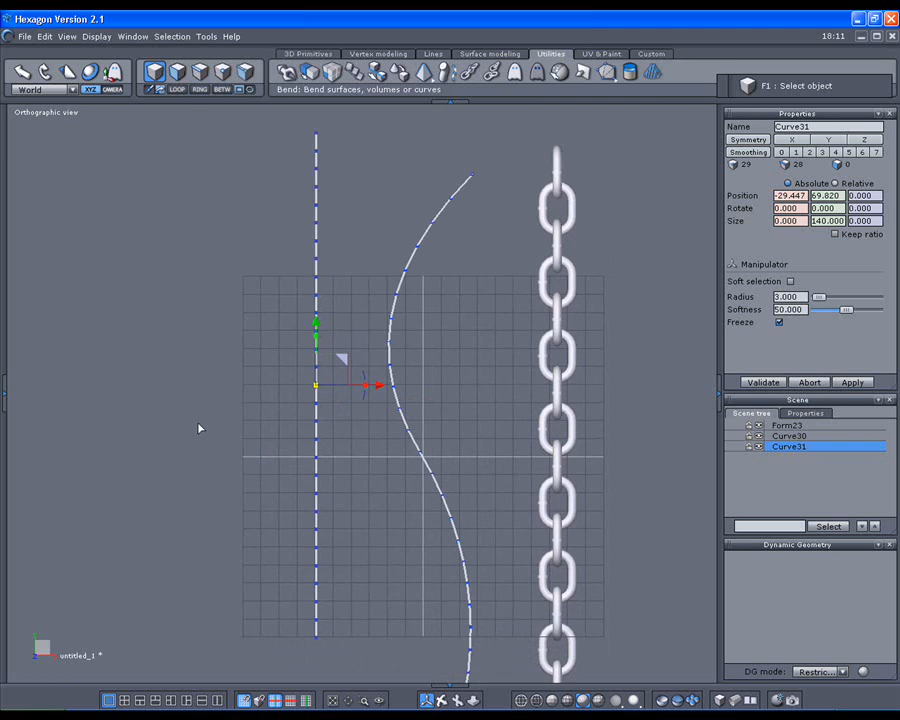 Hexagon Version 2.1
File Edit View Display Window Selection Tools Help
18:11
3D Primitives Vertex modeling Lines Surface modeling Utilities UV & Paint Custom
World XYZ CAMERA LOOP RING BETW
Bend: Bend surfaces, volumes or curves
F1 : Select object
Orthographic view
Properties
Name Curve31
Symmetry X Y Z
Smoothing 0 1 2 3 4 5 6 7
29 28 0
Absolute Relative
Position -29.447 69.820 0.000
Rotate 0.000 0.000 0.000
Size 0.000 140.000 0.000
Keep ratio
Manipulator
Soft selection
Radius 3.000
Softness 50.000
Freeze
Validate Abort Apply
Scene
Scene tree Properties
Form23
Curve30
Curve31
Select
Dynamic Geometry
untitled_1 *
DG mode: Restric...